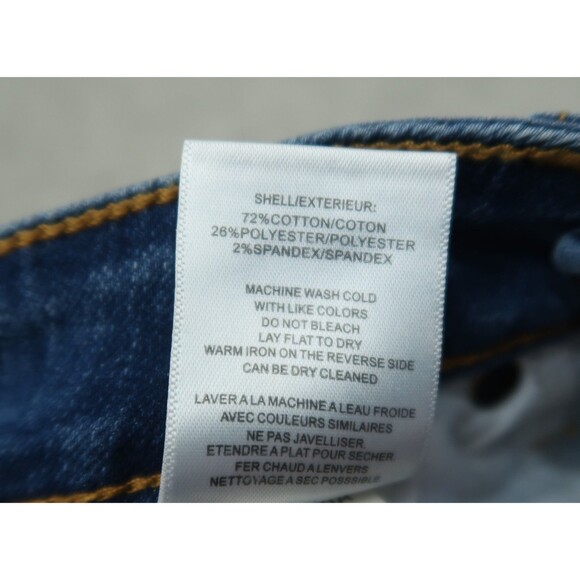 SHELL/EXTERIEUR:
72%COTTON/COTON
26%POLYESTER/POLYESTER
2%SPANDEX/SPANDEX
MACHINE WASH COLD
WITH LIKE COLORS
DO NOT BLEACH
LAY FLAT TO DRY
WARM IRON ON THE REVERSE SIDE
CAN BE DRY CLEANED
LAVER A LA MACHINE A LEAU FROIDE
AVEC COULEURS SIMILAIRES
NE PAS JAVELLISER.
ETENDRE A PLAT POUR SECHER.
FER CHAUD A LENVERS
NETTOYAGE A SEC POSSSIBLE